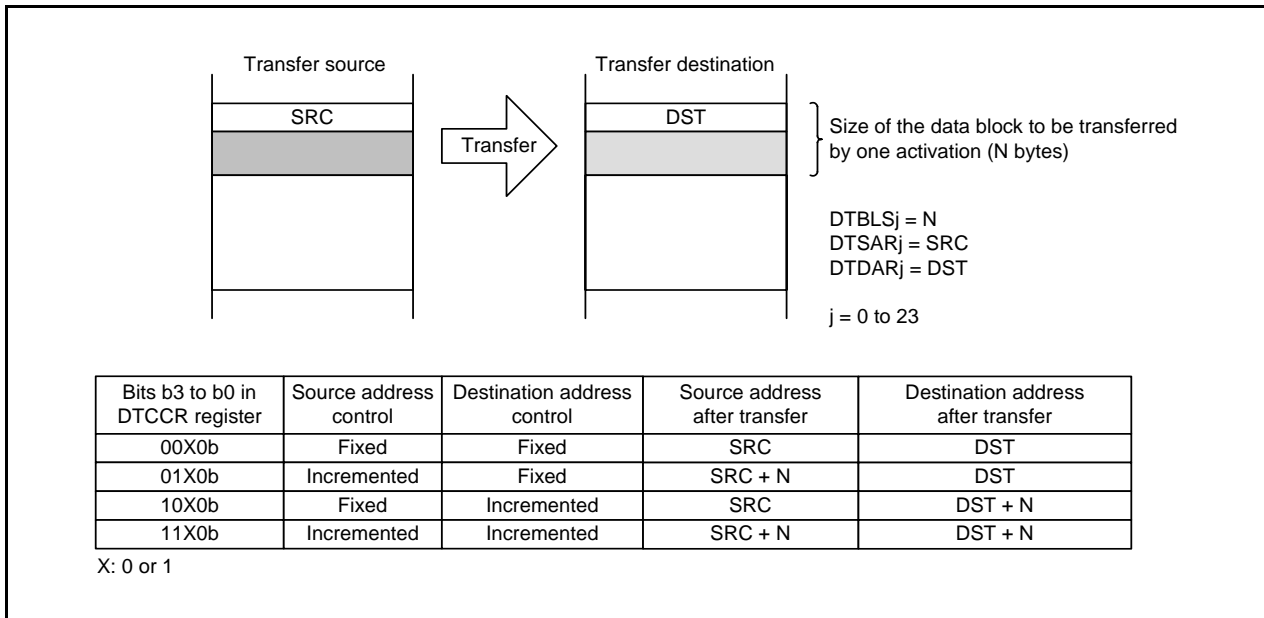 Transfer source
Transfer destination
SRC
DST
Transfer
Size of the data block to be transferred
by one activation (N bytes)
DTBLSj = N
DTSARj = SRC
DTDARj = DST
j = 0 to 23
Bits b3 to b0 in DTCCR register | Source address control | Destination address control | Source address after transfer | Destination address after transfer
00X0b | Fixed | Fixed | SRC | DST
01X0b | Incremented | Fixed | SRC + N | DST
10X0b | Fixed | Incremented | SRC | DST + N
11X0b | Incremented | Incremented | SRC + N | DST + N
X: 0 or 1